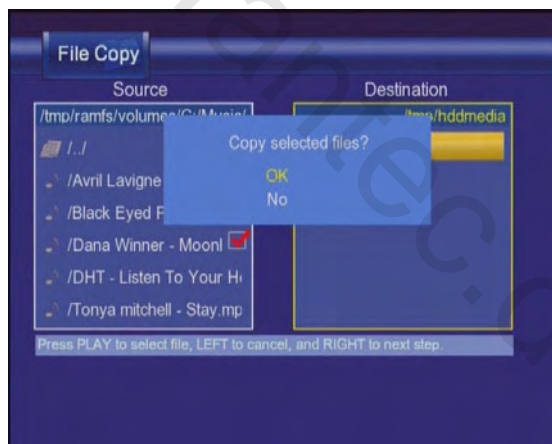 File Copy
Source
Destination
/tmp/ramfs/volumes/C:/Music/
/tmp/hddmedia
Copy selected files?
OK
No
/../
/Avril Lavigne
/Black Eyed
/Dana Winner - Moonl
/DHT - Listen To Your
/Tonya mitchell - Stay.mp
Press PLAY to select file, LEFT to cancel, and RIGHT to next step.